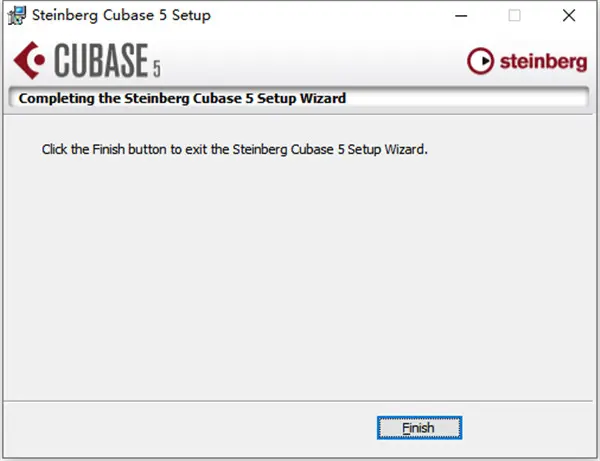 Steinberg Cubase 5 Setup
CUBASE 5
steinberg
Completing the Steinberg Cubase 5 Setup Wizard
Click the Finish button to exit the Steinberg Cubase 5 Setup Wizard.
Finish